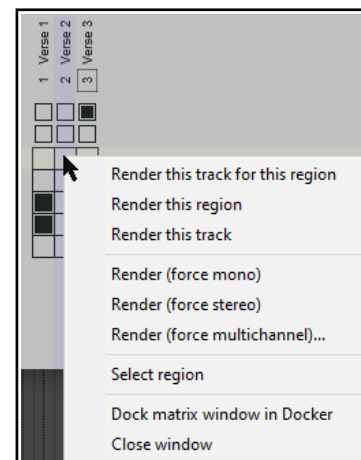 1 Verse 1
2 Verse 2
3 Verse 3
Render this track for this region
Render this region
Render this track
Render (force mono)
Render (force stereo)
Render (force multichannel)...
Select region
Dock matrix window in Docker
Close window